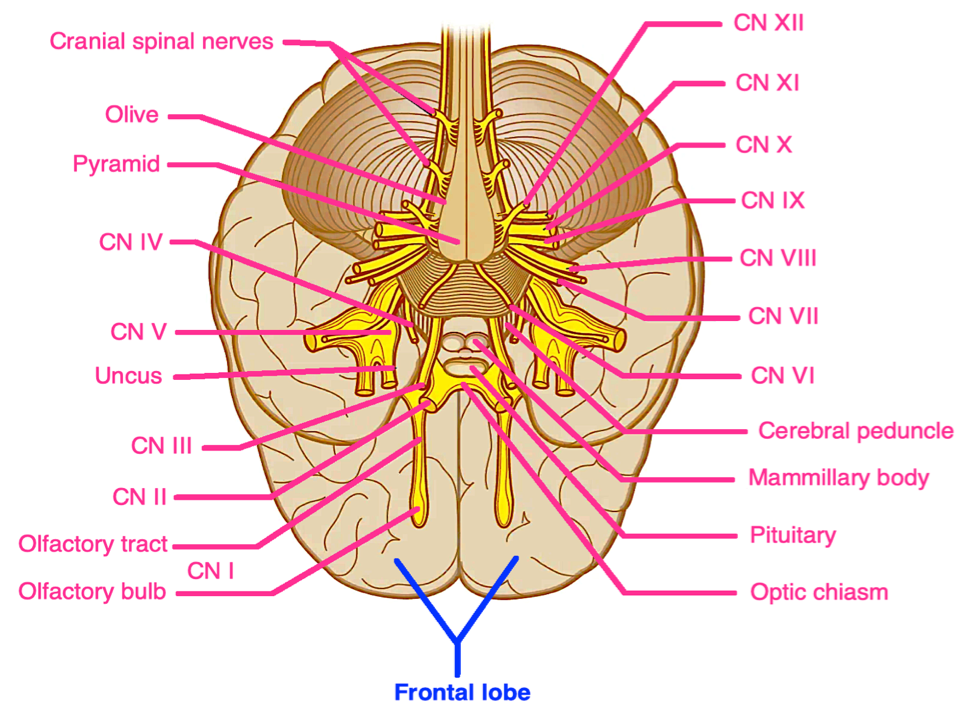 Cranial spinal nerves
Olive
Pyramid
CN IV
CN V
Uncus
CN III
CN II
Olfactory tract
CN I
Olfactory bulb
CN XII
CN XI
CN X
CN IX
CN VIII
CN VII
CN VI
Cerebral peduncle
Mammillary body
Pituitary
Optic chiasm
Frontal lobe